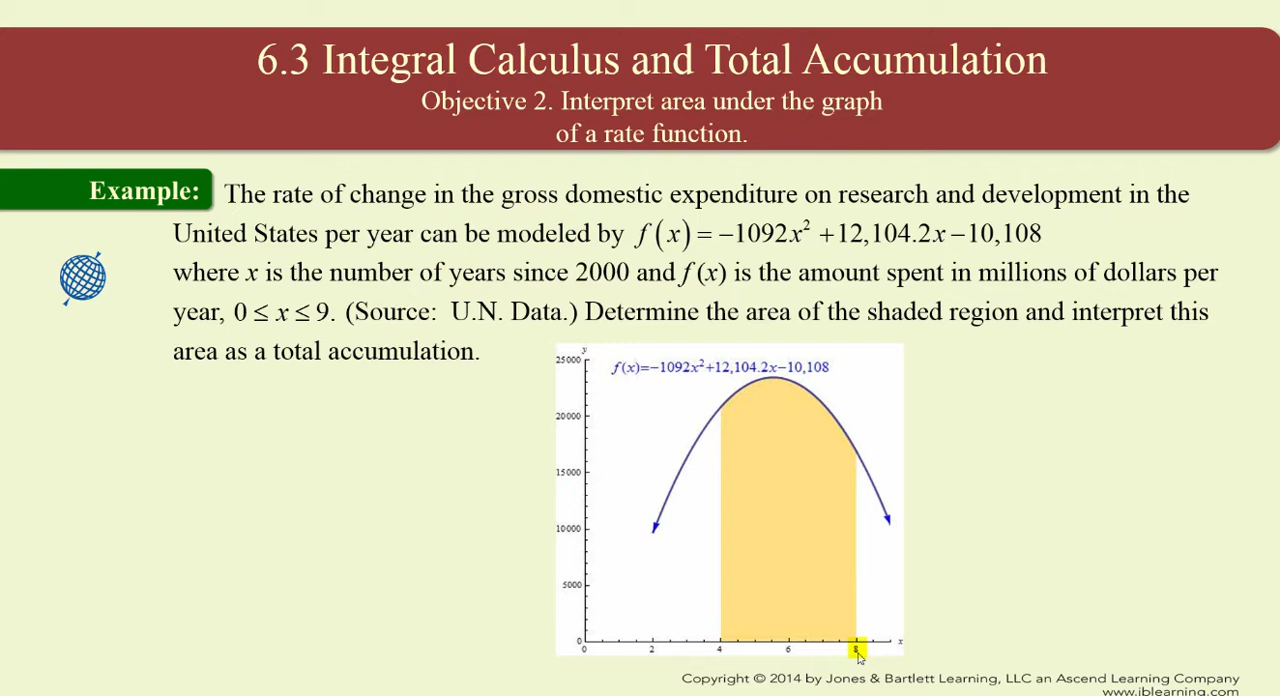 6.3 Integral Calculus and Total Accumulation
Objective 2. Interpret area under the graph
of a rate function.
Example: The rate of change in the gross domestic expenditure on research and development in the
United States per year can be modeled by f(x) = −1092x² + 12,104.2x − 10,108
where x is the number of years since 2000 and f(x) is the amount spent in millions of dollars per
year, 0 ≤ x ≤ 9. (Source: U.N. Data.) Determine the area of the shaded region and interpret this
area as a total accumulation.
y
25000
f(x)=−1092x²+12,104.2x−10,108
20000
15000
10000
5000
0
x
0 2 4 6 8
Copyright © 2014 by Jones & Bartlett Learning, LLC an Ascend Learning Company
www.jblearning.com